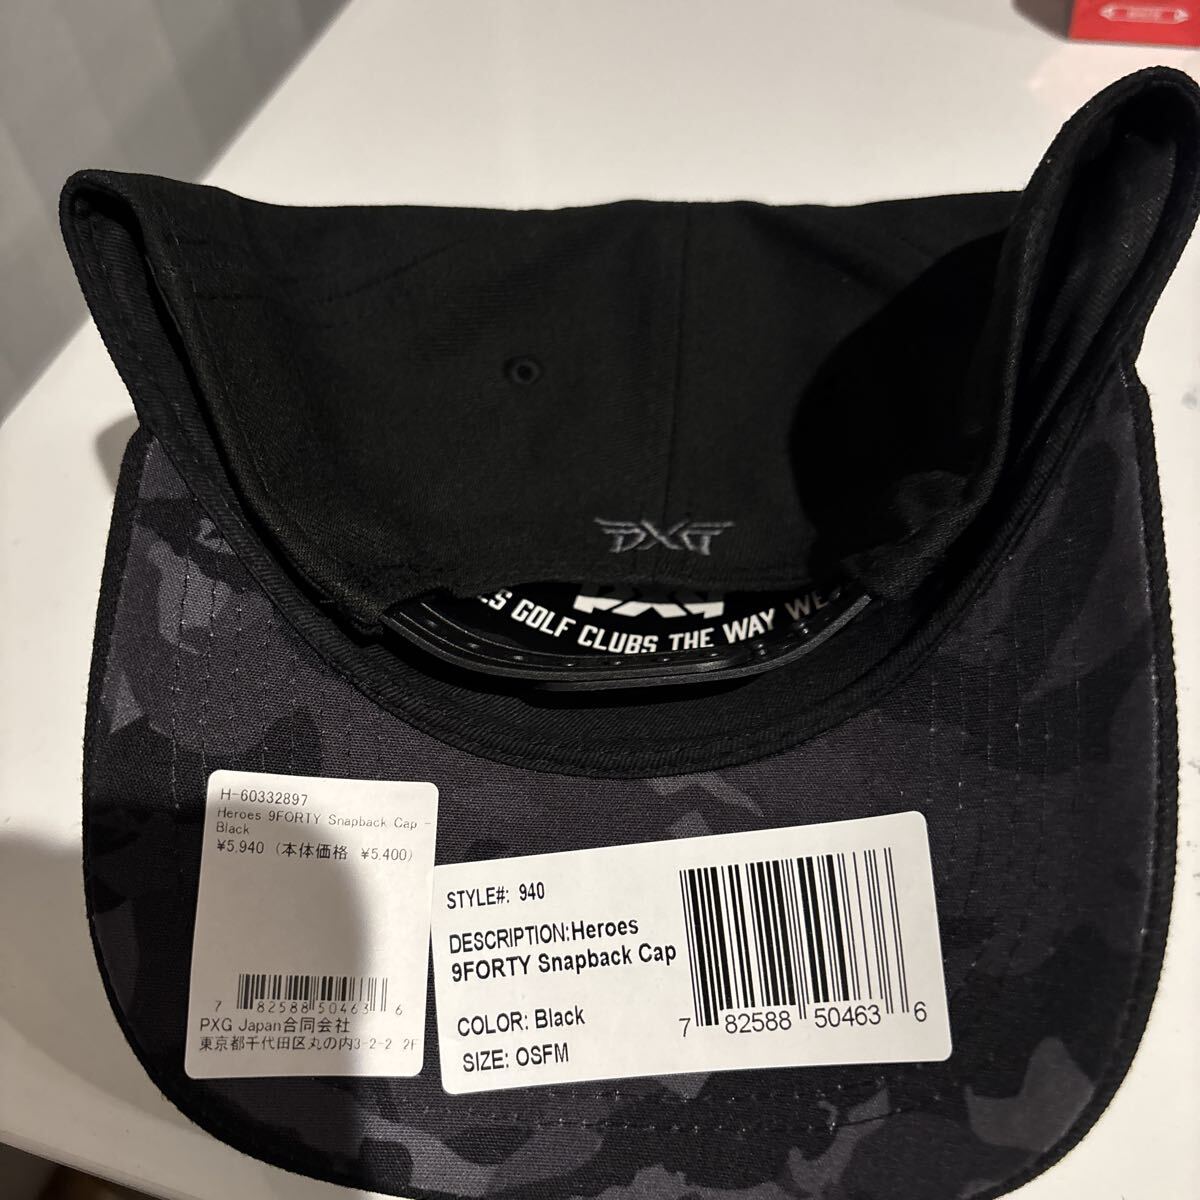 PXG
GOLF CLUBS THE WAY WE
H-60332897
Heroes 9FORTY Snapback Cap -
Black
¥5,940 (本体価格 ¥5,400)
7 82588 50463 6
PXG Japan合同会社
東京都千代田区丸の内3-2-2 2F
STYLE#: 940
DESCRIPTION:Heroes
9FORTY Snapback Cap
COLOR: Black
SIZE: OSFM
7 82588 50463 6